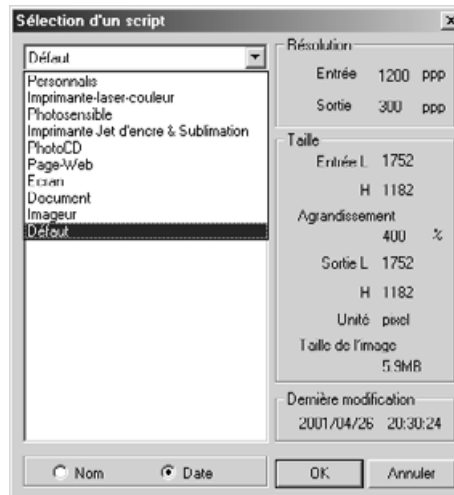 Sélection d'un script
Défaut
Personnalis
Imprimante-laser-couleur
Photosensible
Imprimante Jet d'encre & Sublimation
PhotoCD
Page-Web
Ecran
Document
Imageur
Défaut
Nom
Date
Résolution
Entrée 1200 ppp
Sortie 300 ppp
Taille
Entrée L 1752
H 1182
Agrandissement
400 %
Sortie L 1752
H 1182
Unité pixel
Taille de l'image
5.9MB
Dernière modification
2001/04/26 20:30:24
OK
Annuler